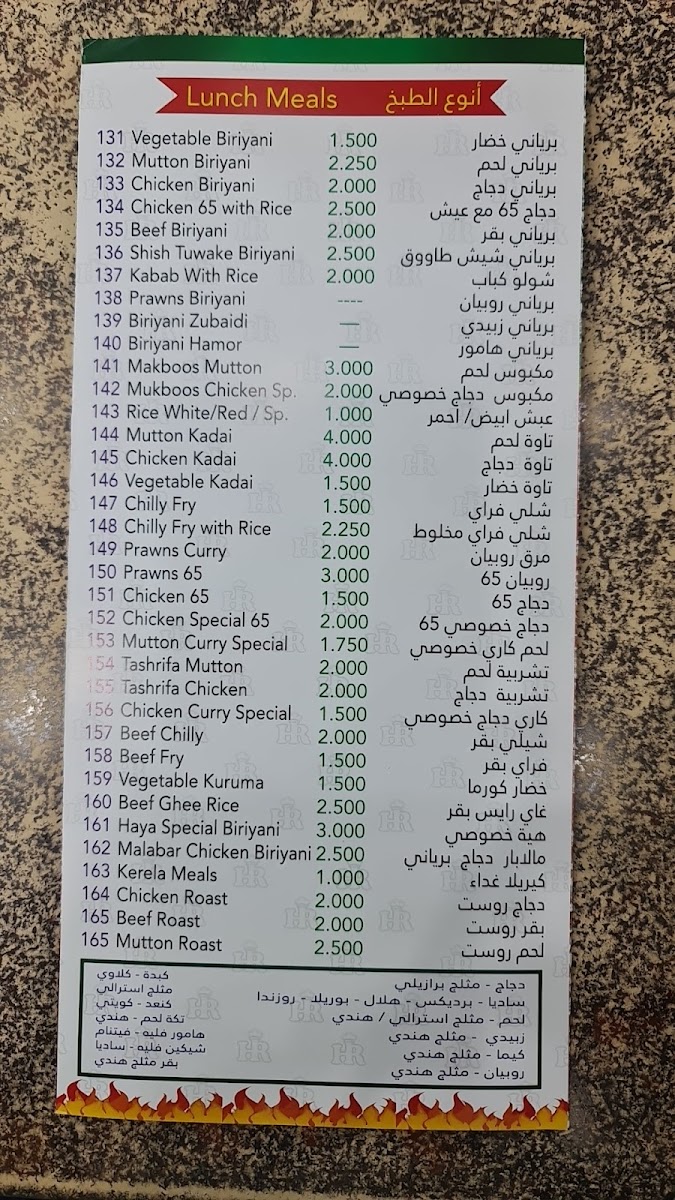 Lunch Meals أنوع الطبخ
131 Vegetable Biriyani 1.500 برياني خضار
132 Mutton Biriyani 2.250 برياني لحم
133 Chicken Biriyani 2.000 برياني دجاج
134 Chicken 65 with Rice 2.500 دجاج 65 مع عيش
135 Beef Biriyani 2.000 برياني بقر
136 Shish Tuwake Biriyani 2.500 برياني شيش طاووق
137 Kabab With Rice 2.000 شولو كباب
138 Prawns Biriyani ---- برياني روبيان
139 Biriyani Zubaidi — برياني زبيدي
140 Biriyani Hamor — برياني هامور
141 Makboos Mutton 3.000 مكبوس لحم
142 Mukboos Chicken Sp. 2.000 مكبوس دجاج خصوصي
143 Rice White/Red / Sp. 1.000 عبش ابيض/ احمر
144 Mutton Kadai 4.000 تاوة لحم
145 Chicken Kadai 4.000 تاوة دجاج
146 Vegetable Kadai 1.500 تاوة خضار
147 Chilly Fry 1.500 شلي فراي
148 Chilly Fry with Rice 2.250 شلي فراي مخلوط
149 Prawns Curry 2.000 مرق روبيان
150 Prawns 65 3.000 روبيان 65
151 Chicken 65 1.500 دجاج 65
152 Chicken Special 65 2.000 دجاج خصوصي 65
153 Mutton Curry Special 1.750 لحم كاري خصوصي
154 Tashrifa Mutton 2.000 تشريبة لحم
155 Tashrifa Chicken 2.000 تشريبة دجاج
156 Chicken Curry Special 1.500 كاري دجاج خصوصي
157 Beef Chilly 2.000 شيلي بقر
158 Beef Fry 1.500 فراي بقر
159 Vegetable Kuruma 1.500 خضار كورما
160 Beef Ghee Rice 2.500 غاي رايس بقر
161 Haya Special Biriyani 3.000 هية خصوصي
162 Malabar Chicken Biriyani 2.500 مالابار دجاج برياني
163 Kerela Meals 1.000 كيريلا غداء
164 Chicken Roast 2.000 دجاج روست
165 Beef Roast 2.000 بقر روست
165 Mutton Roast 2.500 لحم روست
دجاج - مثلج برازيلي
ساديا - برديكس - هلال - بوريلا - روزندا
لحم - مثلج استرالي / هندي
زبيدي - مثلج هندي
كيما - مثلج هندي
روبيان - مثلج هندي
كبدة - كلاوي
مثلج استرالي
كنعد - كويتي
تكة لحم - هندي
هامور فليه - فيتنام
شيكين فليه - ساديا
بقر مثلج هندي